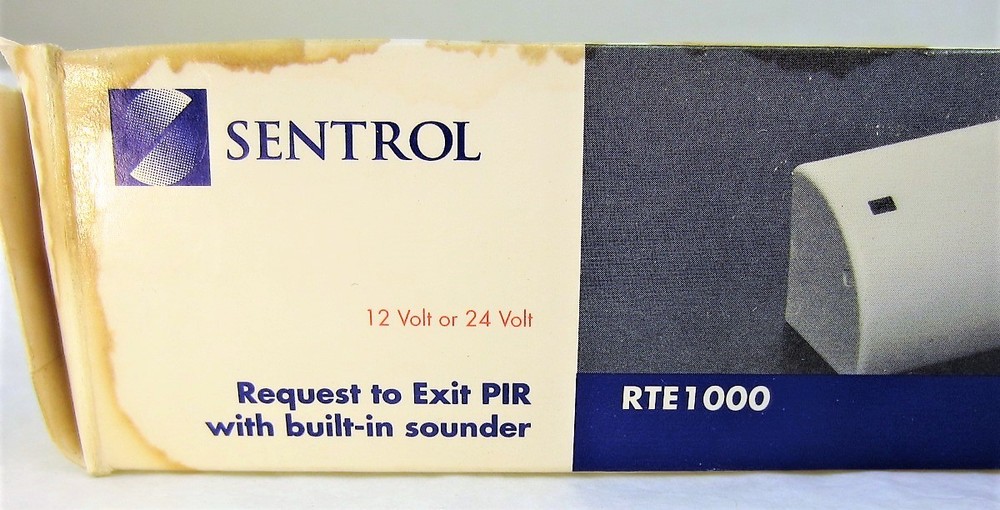 SENTROL
12 Volt or 24 Volt
Request to Exit PIR
with built-in sounder
RTE1000